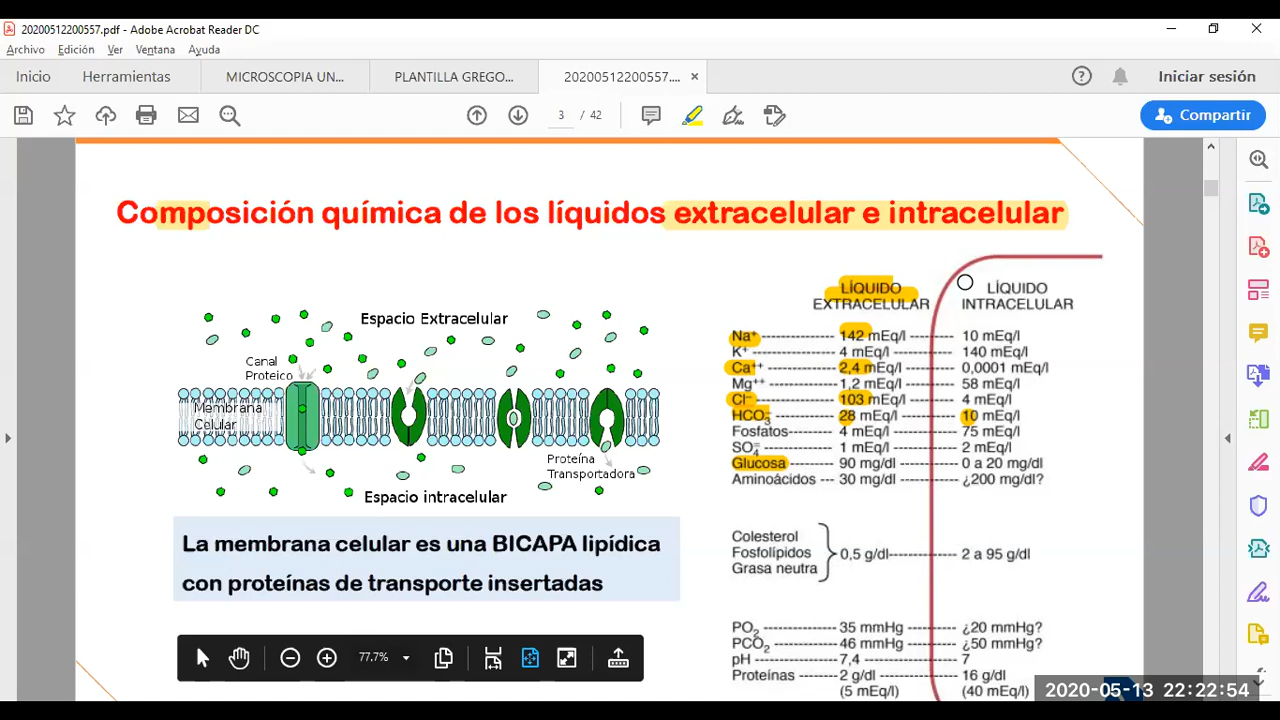 20200512200557.pdf - Adobe Acrobat Reader DC
Archivo Edición Ver Ventana Ayuda
Inicio Herramientas MICROSCOPIA UN... PLANTILLA GREGO... 20200512200557.... × Iniciar sesión
3 / 42 Compartir
Composición química de los líquidos extracelular e intracelular
Espacio Extracelular
Canal
Proteico
Membrana
Celular
Proteína
Transportadora
Espacio intracelular
La membrana celular es una BICAPA lipídica
con proteínas de transporte insertadas
77.7%
LÍQUIDO EXTRACELULAR LÍQUIDO INTRACELULAR
Na⁺ 142 mEq/l 10 mEq/l
K⁺ 4 mEq/l 140 mEq/l
Ca⁺⁺ 2,4 mEq/l 0,0001 mEq/l
Mg⁺⁺ 1,2 mEq/l 58 mEq/l
Cl⁻ 103 mEq/l 4 mEq/l
HCO₃⁻ 28 mEq/l 10 mEq/l
Fosfatos 4 mEq/l 75 mEq/l
SO₄⁼ 1 mEq/l 2 mEq/l
Glucosa 90 mg/dl 0 a 20 mg/dl
Aminoácidos 30 mg/dl ¿200 mg/dl?
Colesterol
Fosfolípidos 0,5 g/dl 2 a 95 g/dl
Grasa neutra
PO₂ 35 mmHg ¿20 mmHg?
PCO₂ 46 mmHg ¿50 mmHg?
pH 7,4 7
Proteínas 2 g/dl 16 g/dl
(5 mEq/l) (40 mEq/l)
2020-05-13 22:22:54